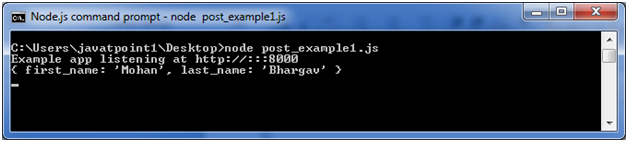 Node.js command prompt - node post_example1.js
C:\Users\javatpoint1\Desktop>node post_example1.js
Example app listening at http://:::8000
{ first_name: 'Mohan', last_name: 'Bhargav' }